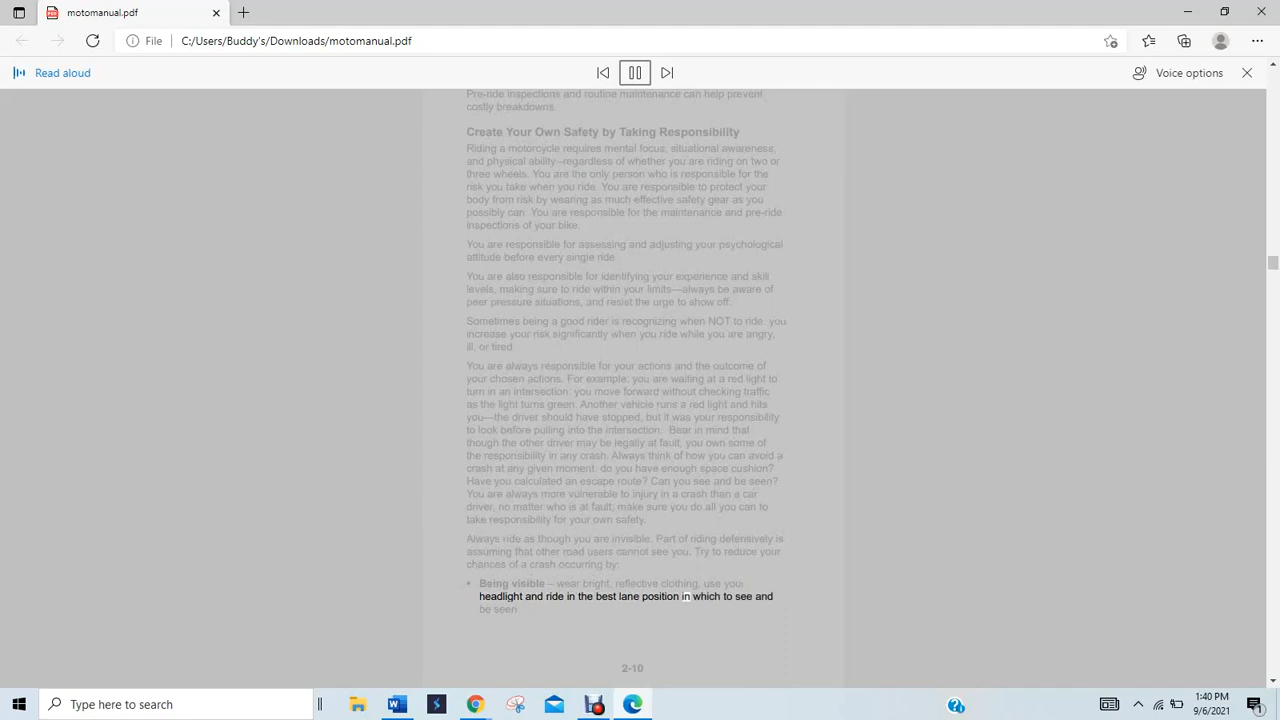 motomanual.pdf
File C:/Users/Buddy's/Downloads/motomanual.pdf
Read aloud
Voice options
Pre-ride inspections and routine maintenance can help prevent
costly breakdowns.
Create Your Own Safety by Taking Responsibility
Riding a motorcycle requires mental focus, situational awareness,
and physical ability–regardless of whether you are riding on two or
three wheels. You are the only person who is responsible for the
risk you take when you ride. You are responsible to protect your
body from risk by wearing as much effective safety gear as you
possibly can. You are responsible for the maintenance and pre-ride
inspections of your bike.
You are responsible for assessing and adjusting your psychological
attitude before every single ride.
You are also responsible for identifying your experience and skill
levels, making sure to ride within your limits—always be aware of
peer pressure situations, and resist the urge to show off.
Sometimes being a good rider is recognizing when NOT to ride: you
increase your risk significantly when you ride while you are angry,
ill, or tired.
You are always responsible for your actions and the outcome of
your chosen actions. For example: you are waiting at a red light to
turn in an intersection: you move forward without checking traffic
as the light turns green. Another vehicle runs a red light and hits
you—the driver should have stopped, but it was your responsibility
to look before pulling into the intersection. Bear in mind that
though the other driver may be legally at fault, you own some of
the responsibility in any crash. Always think of how you can avoid a
crash at any given moment: do you have enough space cushion?
Have you calculated an escape route? Can you see and be seen?
You are always more vulnerable to injury in a crash than a car
driver, no matter who is at fault; make sure you do all you can to
take responsibility for your own safety.
Always ride as though you are invisible. Part of riding defensively is
assuming that other road users cannot see you. Try to reduce your
chances of a crash occurring by:
• Being visible – wear bright, reflective clothing, use your
headlight and ride in the best lane position in which to see and
be seen
2-10
Type here to search
1:40 PM
9/6/2021